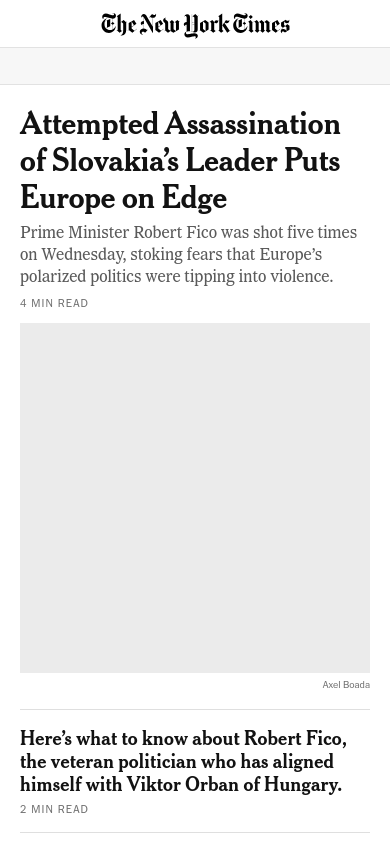 The New York Times
Attempted Assassination
of Slovakia’s Leader Puts
Europe on Edge
Prime Minister Robert Fico was shot five times
on Wednesday, stoking fears that Europe’s
polarized politics were tipping into violence.
4 MIN READ
Axel Boada
Here’s what to know about Robert Fico,
the veteran politician who has aligned
himself with Viktor Orban of Hungary.
2 MIN READ